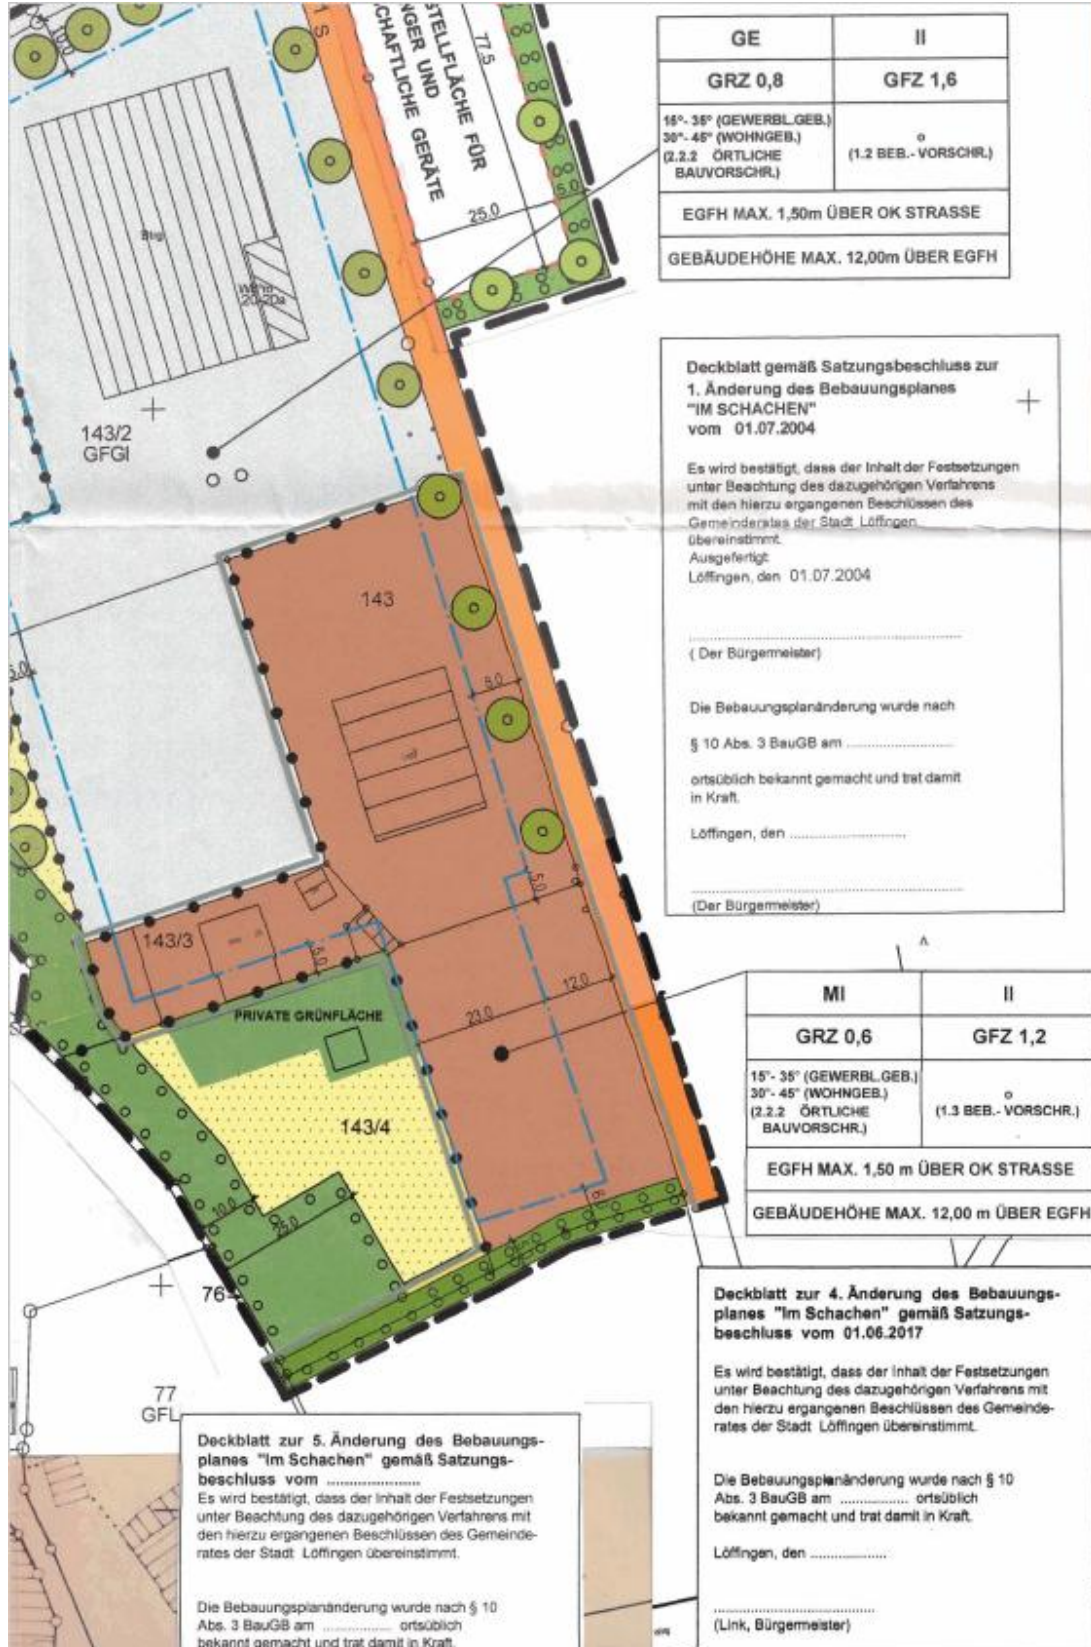 10.0
1 S
STELLFLÄCHE FÜR
NGER UND
SCHAFTLICHE GERÄTE
77.5
5.0
25.0
GE
II
GRZ 0,8
GFZ 1,6
15°- 35° (GEWERBL.GEB.)
30°- 45° (WOHNGEB.)
(2.2.2 ÖRTLICHE
BAUVORSCHR.)
o
(1.2 BEB.- VORSCHR.)
EGFH MAX. 1,50m ÜBER OK STRASSE
GEBÄUDEHÖHE MAX. 12,00m ÜBER EGFH
143/2
GFGI
Deckblatt gemäß Satzungsbeschluss zur
1. Änderung des Bebauungsplanes
"IM SCHACHEN"
vom 01.07.2004
Es wird bestätigt, dass der Inhalt der Festsetzungen
unter Beachtung des dazugehörigen Verfahrens
mit den hierzu ergangenen Beschlüssen des
Gemeinderates der Stadt Löffingen
übereinstimmt.
Ausgefertigt:
Löffingen, den 01.07.2004
( Der Bürgermeister)
Die Bebauungsplanänderung wurde nach
§ 10 Abs. 3 BauGB am ........................
ortsüblich bekannt gemacht und trat damit
in Kraft.
Löffingen, den ..........................
(Der Bürgermeister)
143
5.0
8.0
5.0
143/3
5.0
12.0
23.0
PRIVATE GRÜNFLÄCHE
143/4
10.0
25.0
76
77
GFL
MI
II
GRZ 0,6
GFZ 1,2
15°- 35° (GEWERBL.GEB.)
30°- 45° (WOHNGEB.)
(2.2.2 ÖRTLICHE
BAUVORSCHR.)
o
(1.3 BEB.- VORSCHR.)
EGFH MAX. 1,50 m ÜBER OK STRASSE
GEBÄUDEHÖHE MAX. 12,00 m ÜBER EGFH
Deckblatt zur 4. Änderung des Bebauungs-
planes "Im Schachen" gemäß Satzungs-
beschluss vom 01.06.2017
Es wird bestätigt, dass der Inhalt der Festsetzungen
unter Beachtung des dazugehörigen Verfahrens mit
den hierzu ergangenen Beschlüssen des Gemeinde-
rates der Stadt Löffingen übereinstimmt.
Die Bebauungsplanänderung wurde nach § 10
Abs. 3 BauGB am ................ ortsüblich
bekannt gemacht und trat damit in Kraft.
Löffingen, den ..................
(Link, Bürgermeister)
Deckblatt zur 5. Änderung des Bebauungs-
planes "Im Schachen" gemäß Satzungs-
beschluss vom ......................
Es wird bestätigt, dass der Inhalt der Festsetzungen
unter Beachtung des dazugehörigen Verfahrens mit
den hierzu ergangenen Beschlüssen des Gemeinde-
rates der Stadt Löffingen übereinstimmt.
Die Bebauungsplanänderung wurde nach § 10
Abs. 3 BauGB am ................ ortsüblich
bekannt gemacht und trat damit in Kraft.